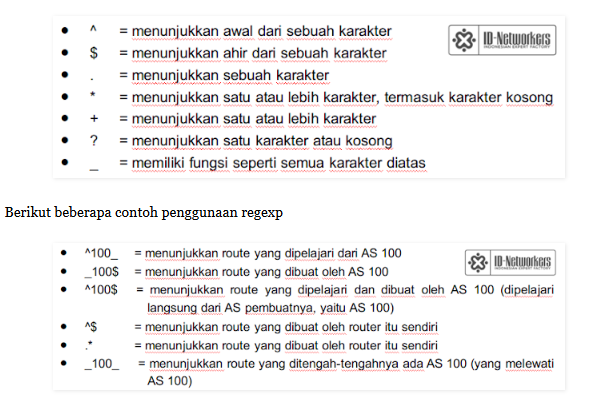 • ^ = menunjukkan awal dari sebuah karakter
ID-Networkers
INDONESIAN EXPERT FACTORY
• $ = menunjukkan ahir dari sebuah karakter
• . = menunjukkan sebuah karakter
• * = menunjukkan satu atau lebih karakter, termasuk karakter kosong
• + = menunjukkan satu atau lebih karakter
• ? = menunjukkan satu karakter atau kosong
• _ = memiliki fungsi seperti semua karakter diatas
Berikut beberapa contoh penggunaan regexp
• ^100_ = menunjukkan route yang dipelajari dari AS 100
ID-Networkers
INDONESIAN EXPERT FACTORY
• _100$ = menunjukkan route yang dibuat oleh AS 100
• ^100$ = menunjukkan route yang dipelajari dan dibuat oleh AS 100 (dipelajari
langsung dari AS pembuatnya, yaitu AS 100)
• ^$ = menunjukkan route yang dibuat oleh router itu sendiri
• .* = menunjukkan route yang dibuat oleh router itu sendiri
• _100_ = menunjukkan route yang ditengah-tengahnya ada AS 100 (yang melewati
AS 100)